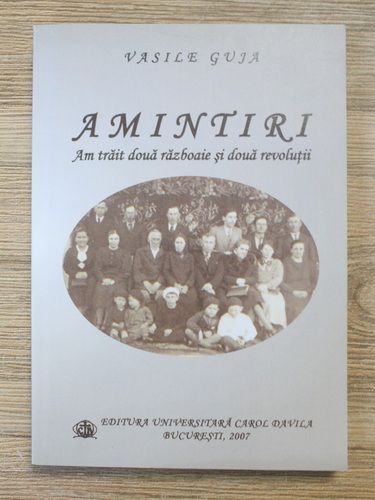 VASILE GUJA
AMINTIRI
Am trăit două războaie și două revoluții
EDITURA UNIVERSITARĂ CAROL DAVILA
BUCUREȘTI, 2007